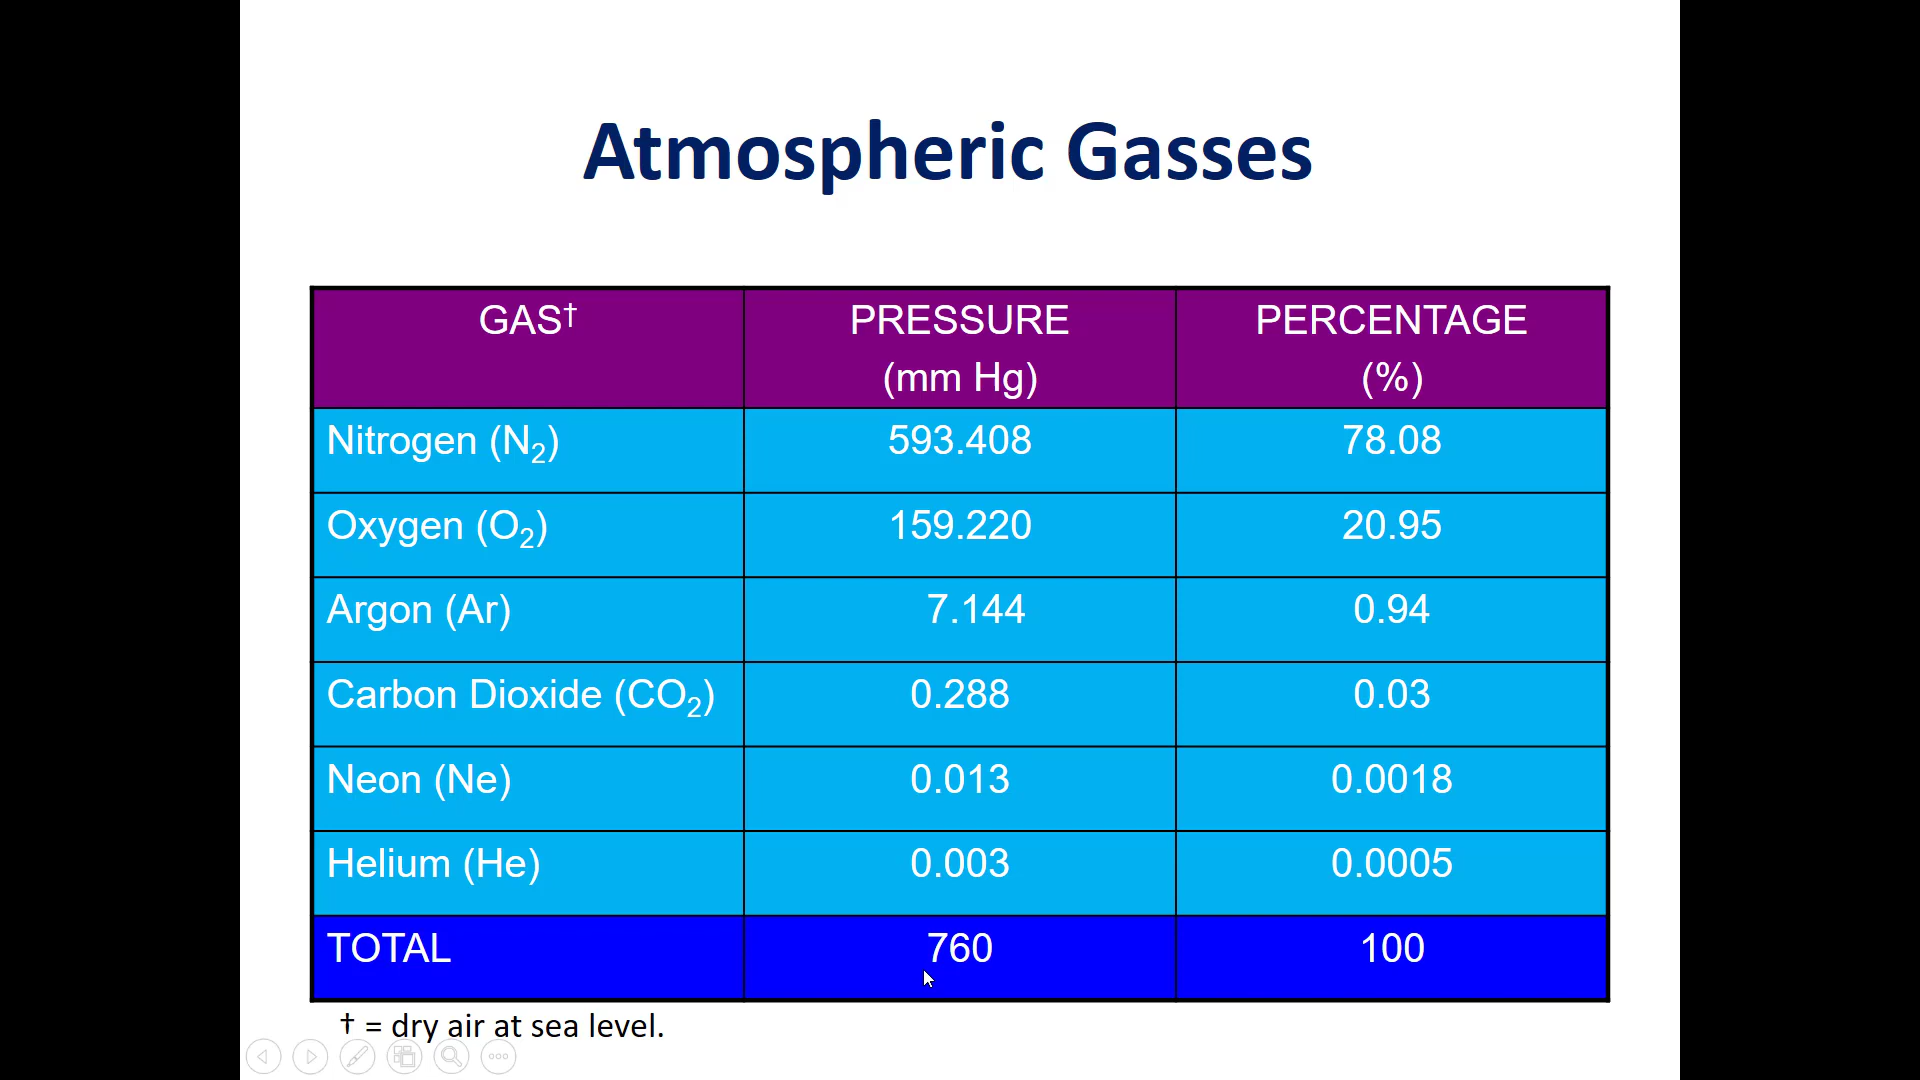 Atmospheric Gasses
GAS† PRESSURE (mm Hg) PERCENTAGE (%)
Nitrogen (N₂) 593.408 78.08
Oxygen (O₂) 159.220 20.95
Argon (Ar) 7.144 0.94
Carbon Dioxide (CO₂) 0.288 0.03
Neon (Ne) 0.013 0.0018
Helium (He) 0.003 0.0005
TOTAL 760 100
† = dry air at sea level.